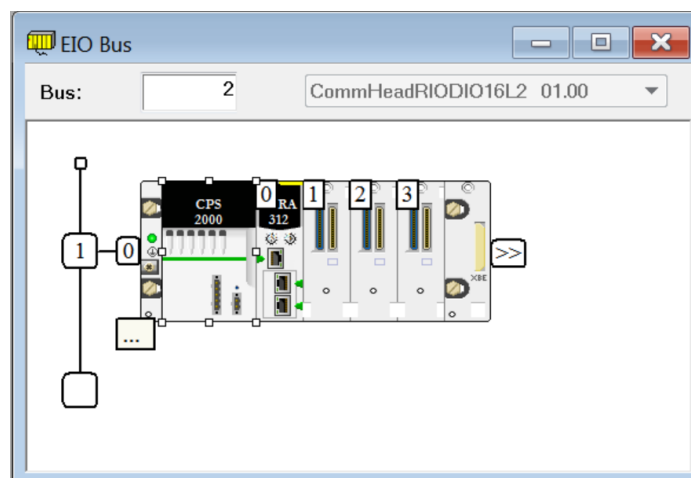 EIO Bus
Bus: 2 CommHeadRIODIO16L2 01.00
1 0 CPS 2000 0 RA 312 1 2 3 >>
XBE
...